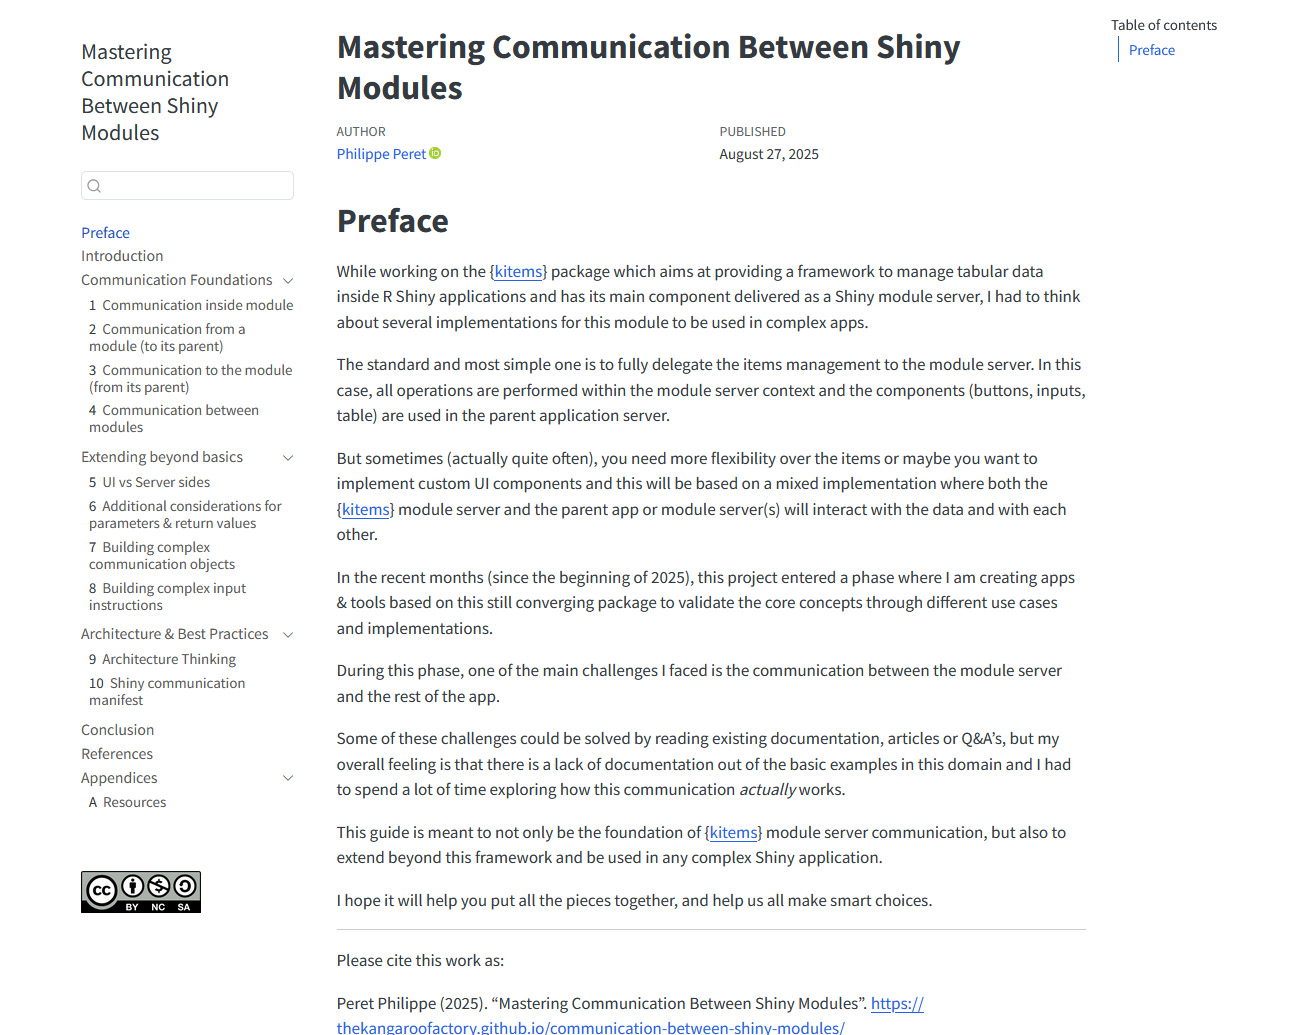 Mastering
Communication
Between Shiny
Modules
Preface
Introduction
Communication Foundations
1 Communication inside module
2 Communication from a
module (to its parent)
3 Communication to the module
(from its parent)
4 Communication between
modules
Extending beyond basics
5 UI vs Server sides
6 Additional considerations for
parameters & return values
7 Building complex
communication objects
8 Building complex input
instructions
Architecture & Best Practices
9 Architecture Thinking
10 Shiny communication
manifest
Conclusion
References
Appendices
A Resources
cc
BY NC SA
Mastering Communication Between Shiny
Modules
AUTHOR
Philippe Peret iD
PUBLISHED
August 27, 2025
Preface
While working on the {kitems} package which aims at providing a framework to manage tabular data
inside R Shiny applications and has its main component delivered as a Shiny module server, I had to think
about several implementations for this module to be used in complex apps.
The standard and most simple one is to fully delegate the items management to the module server. In this
case, all operations are performed within the module server context and the components (buttons, inputs,
table) are used in the parent application server.
But sometimes (actually quite often), you need more flexibility over the items or maybe you want to
implement custom UI components and this will be based on a mixed implementation where both the
{kitems} module server and the parent app or module server(s) will interact with the data and with each
other.
In the recent months (since the beginning of 2025), this project entered a phase where I am creating apps
& tools based on this still converging package to validate the core concepts through different use cases
and implementations.
During this phase, one of the main challenges I faced is the communication between the module server
and the rest of the app.
Some of these challenges could be solved by reading existing documentation, articles or Q&A’s, but my
overall feeling is that there is a lack of documentation out of the basic examples in this domain and I had
to spend a lot of time exploring how this communication actually works.
This guide is meant to not only be the foundation of {kitems} module server communication, but also to
extend beyond this framework and be used in any complex Shiny application.
I hope it will help you put all the pieces together, and help us all make smart choices.
Please cite this work as:
Peret Philippe (2025). “Mastering Communication Between Shiny Modules”. https://
thekangaroofactory.github.io/communication-between-shiny-modules/
Table of contents
Preface